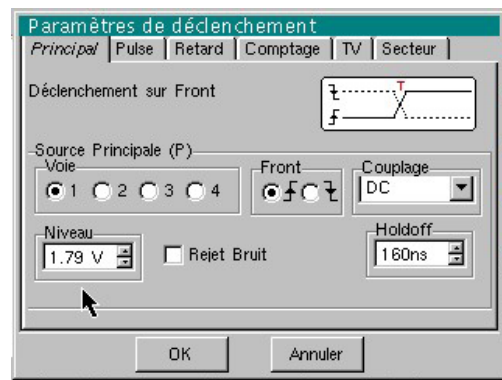 Paramètres de déclenchement
Principal Pulse Retard Comptage TV Secteur
Déclenchement sur Front
T
Source Principale (P)
Voie Front Couplage
1 2 3 4 DC
Niveau Holdoff
1.79 V Rejet Bruit 160ns
OK Annuler